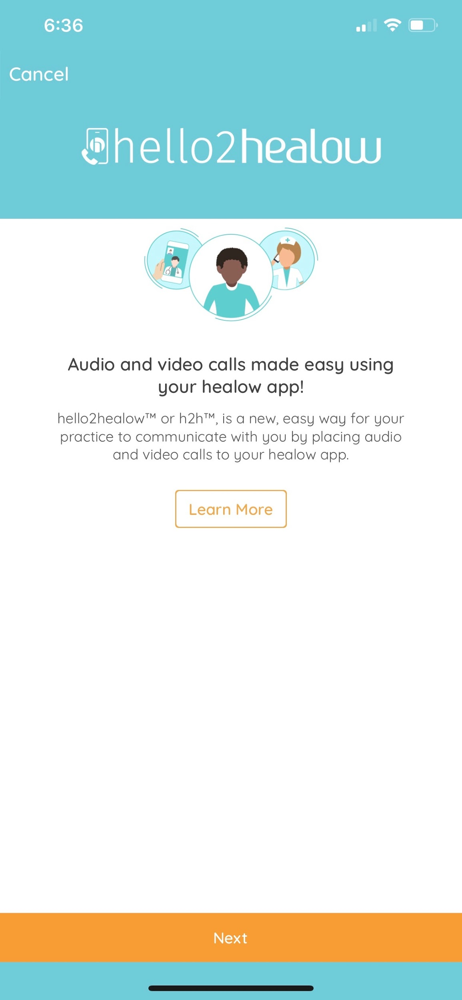 6:36
Cancel
hello2healow
Audio and video calls made easy using
your healow app!
hello2healow™ or h2h™, is a new, easy way for your
practice to communicate with you by placing audio
and video calls to your healow app.
Learn More
Next